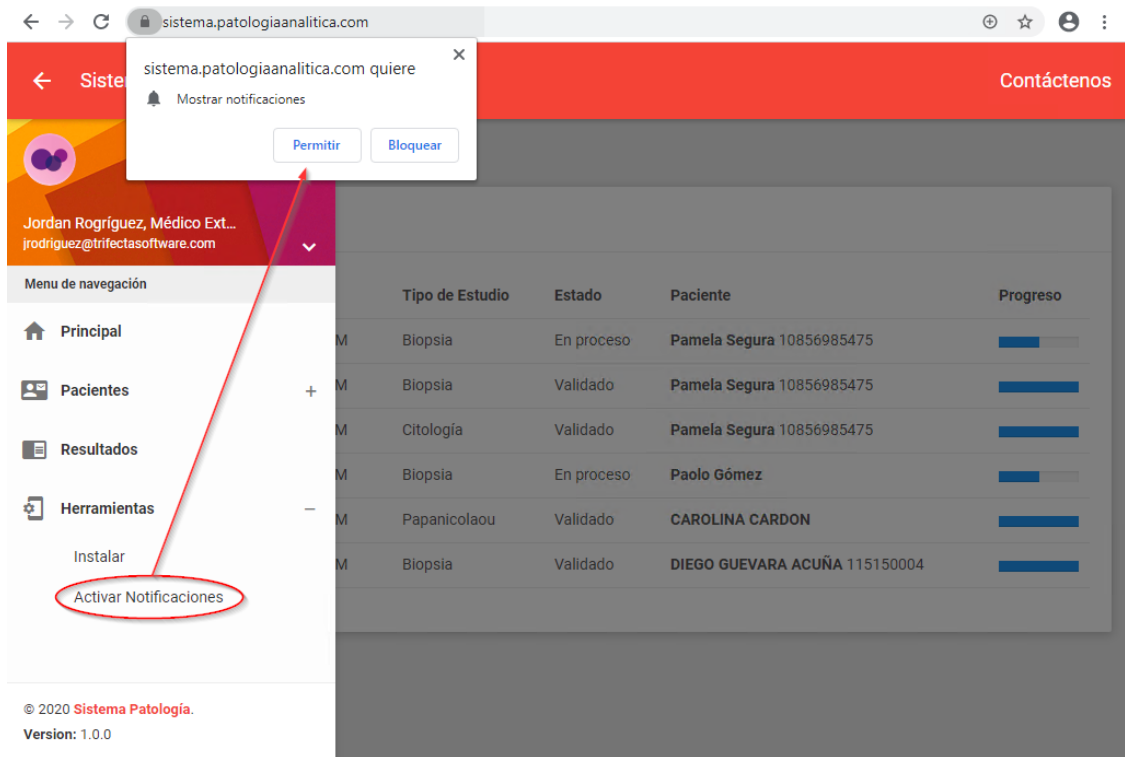 sistema.patologiaanalitica.com
sistema.patologiaanalitica.com quiere
Mostrar notificaciones
Permitir Bloquear
Siste
Contáctenos
Jordan Rogríguez, Médico Ext...
jrodriguez@trifectasoftware.com
Menu de navegación
Principal
Pacientes
Resultados
Herramientas
Instalar
Activar Notificaciones
© 2020 Sistema Patología.
Version: 1.0.0
Tipo de Estudio Estado Paciente Progreso
M Biopsia En proceso Pamela Segura 10856985475
M Biopsia Validado Pamela Segura 10856985475
M Citología Validado Pamela Segura 10856985475
M Biopsia En proceso Paolo Gómez
M Papanicolaou Validado CAROLINA CARDON
M Biopsia Validado DIEGO GUEVARA ACUÑA 115150004